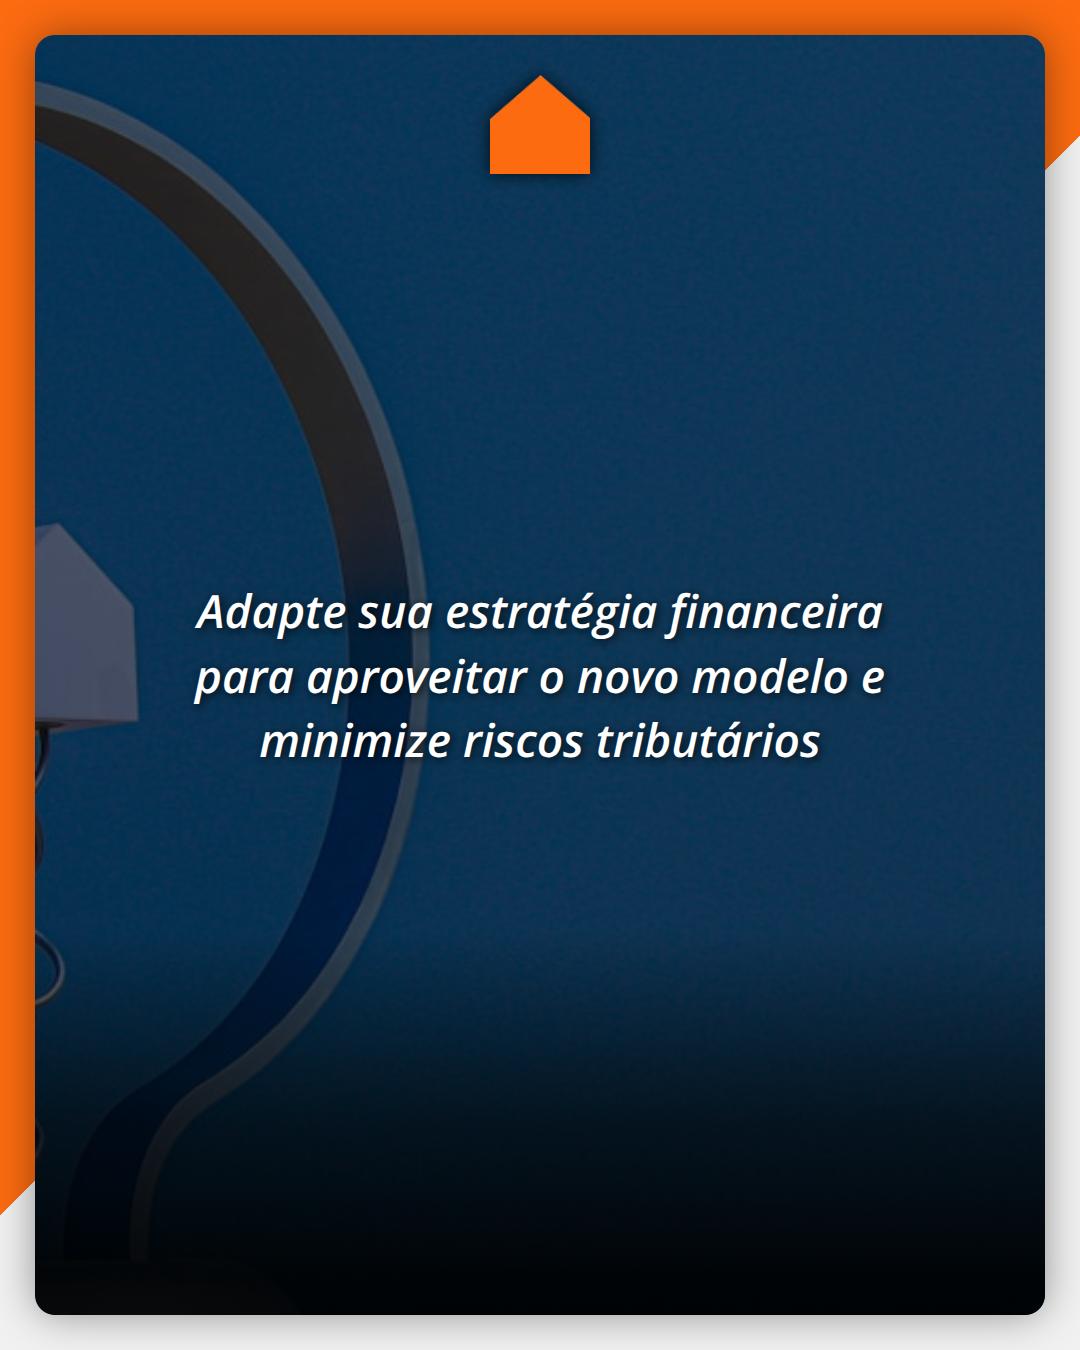 Adapte sua estratégia financeira
para aproveitar o novo modelo e
minimize riscos tributários